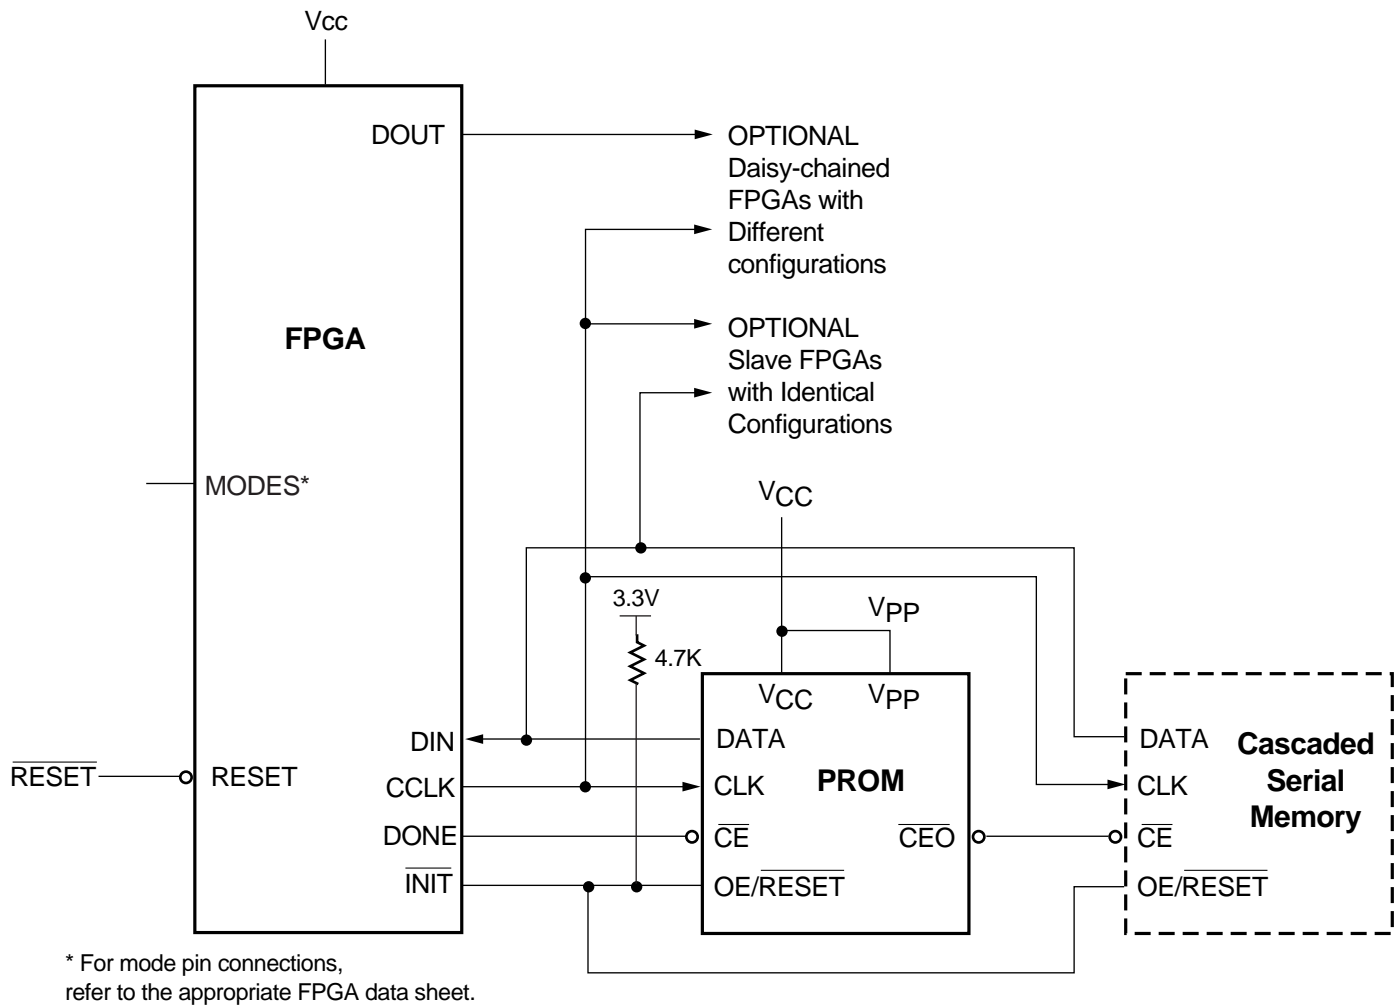 Vcc
DOUT
OPTIONAL
Daisy-chained
FPGAs with
Different
configurations
FPGA
OPTIONAL
Slave FPGAs
with Identical
Configurations
MODES*
VCC
3.3V
VPP
4.7K
VCC
VPP
DIN
DATA
DATA
Cascaded
Serial
Memory
RESET
RESET
CCLK
CLK
PROM
CLK
DONE
CE
CEO
CE
INIT
OE/RESET
OE/RESET
* For mode pin connections,
refer to the appropriate FPGA data sheet.